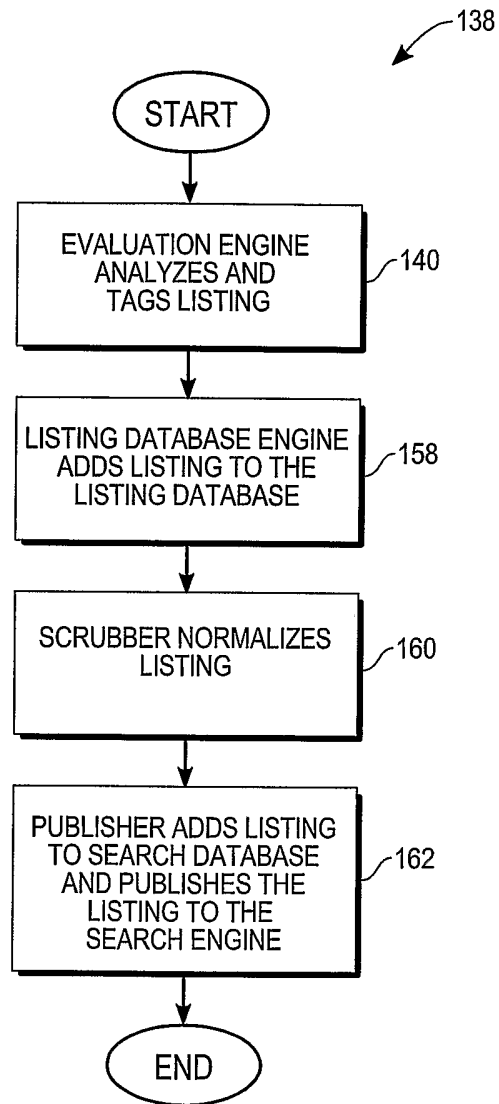 138
START
EVALUATION ENGINE
ANALYZES AND
TAGS LISTING
140
LISTING DATABASE ENGINE
ADDS LISTING TO THE
LISTING DATABASE
158
SCRUBBER NORMALIZES
LISTING
160
PUBLISHER ADDS LISTING
TO SEARCH DATABASE
AND PUBLISHES THE
LISTING TO THE
SEARCH ENGINE
162
END